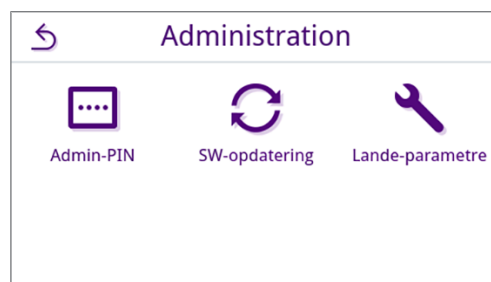 Administration
Admin-PIN
SW-opdatering
Lande-parametre